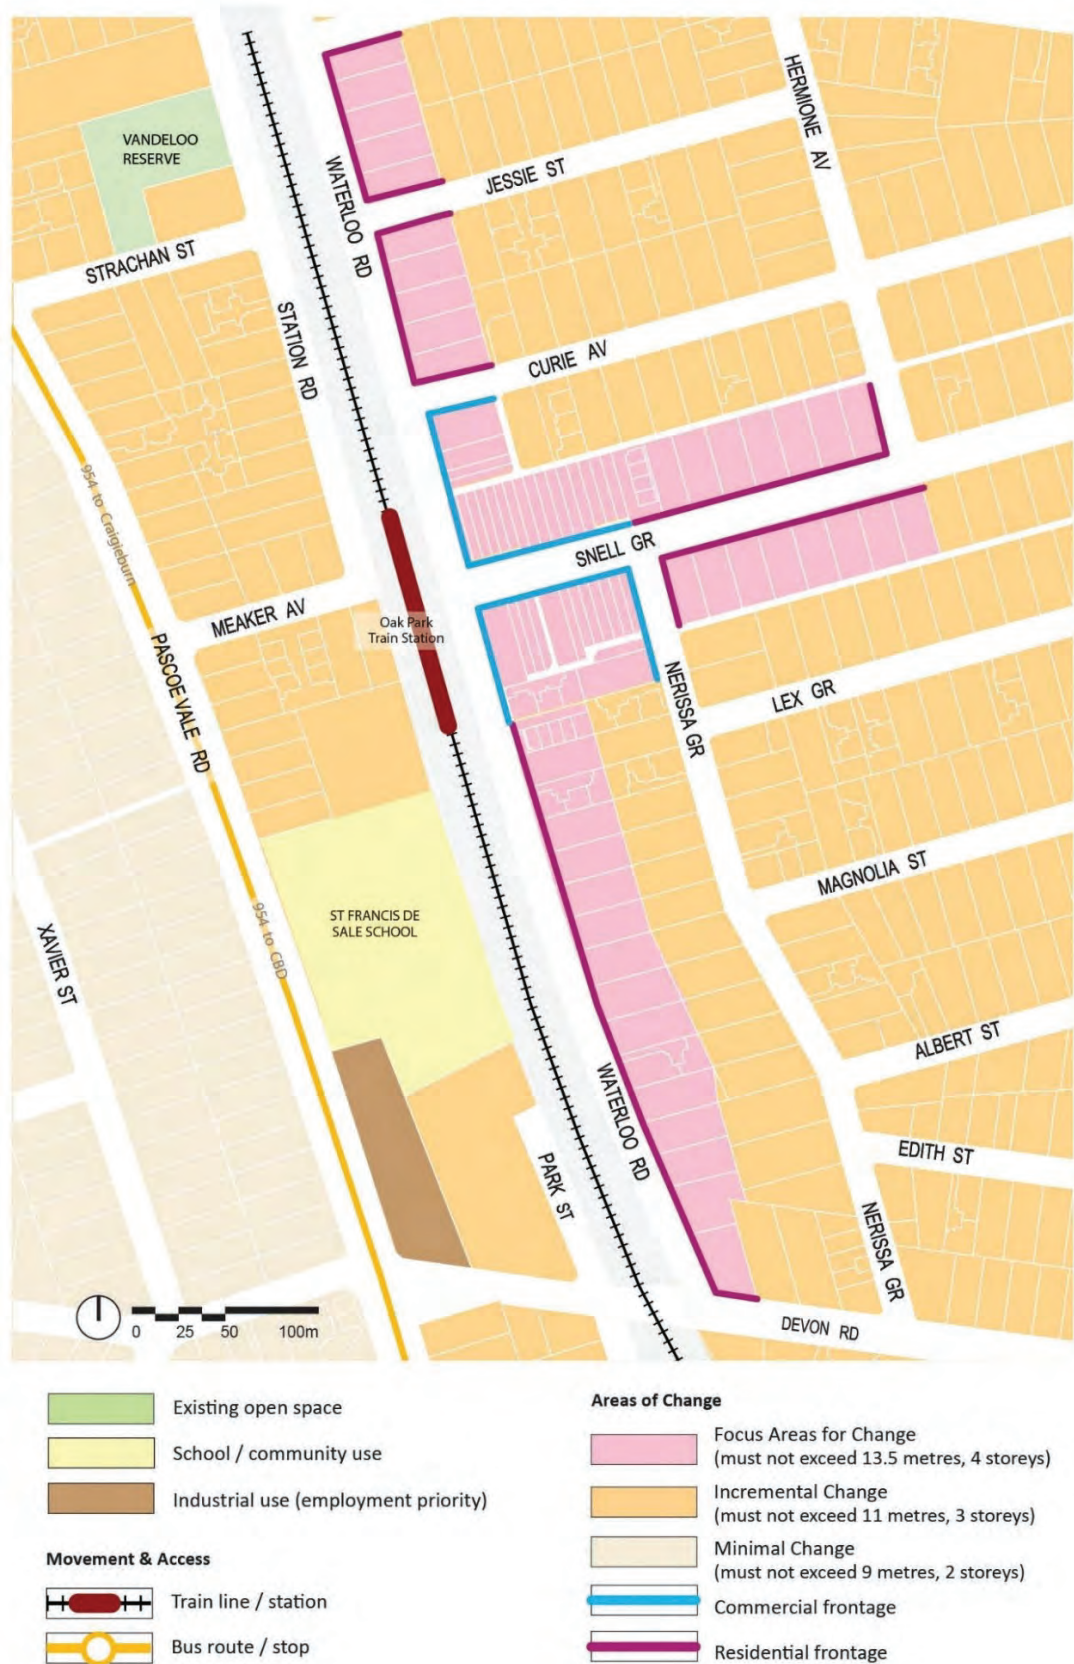 HERMIONE AV
VANDELOO
RESERVE
WATERLOO RD
JESSIE ST
STRACHAN ST
STATION RD
CURIE AV
954 to Craigieburn
SNELL GR
MEAKER AV
Oak Park
Train Station
PASCOE VALE RD
NERISSA GR
LEX GR
MAGNOLIA ST
954 to CBD
ST FRANCIS DE
SALE SCHOOL
XAVIER ST
ALBERT ST
WATERLOO RD
EDITH ST
PARK ST
NERISSA GR
DEVON RD
0 25 50 100m
Existing open space
School / community use
Industrial use (employment priority)
Movement & Access
Train line / station
Bus route / stop
Areas of Change
Focus Areas for Change
(must not exceed 13.5 metres, 4 storeys)
Incremental Change
(must not exceed 11 metres, 3 storeys)
Minimal Change
(must not exceed 9 metres, 2 storeys)
Commercial frontage
Residential frontage